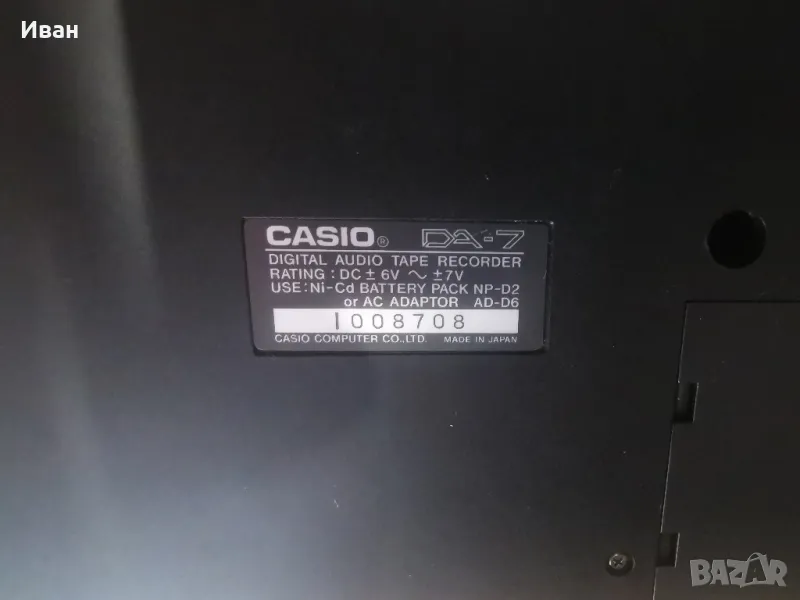 Иван
CASIO® DA-7
DIGITAL AUDIO TAPE RECORDER
RATING : DC ± 6V ~ ±7V
USE : Ni-Cd BATTERY PACK NP-D2
or AC ADAPTOR AD-D6
1008708
CASIO COMPUTER CO.,LTD. MADE IN JAPAN
BAZAR